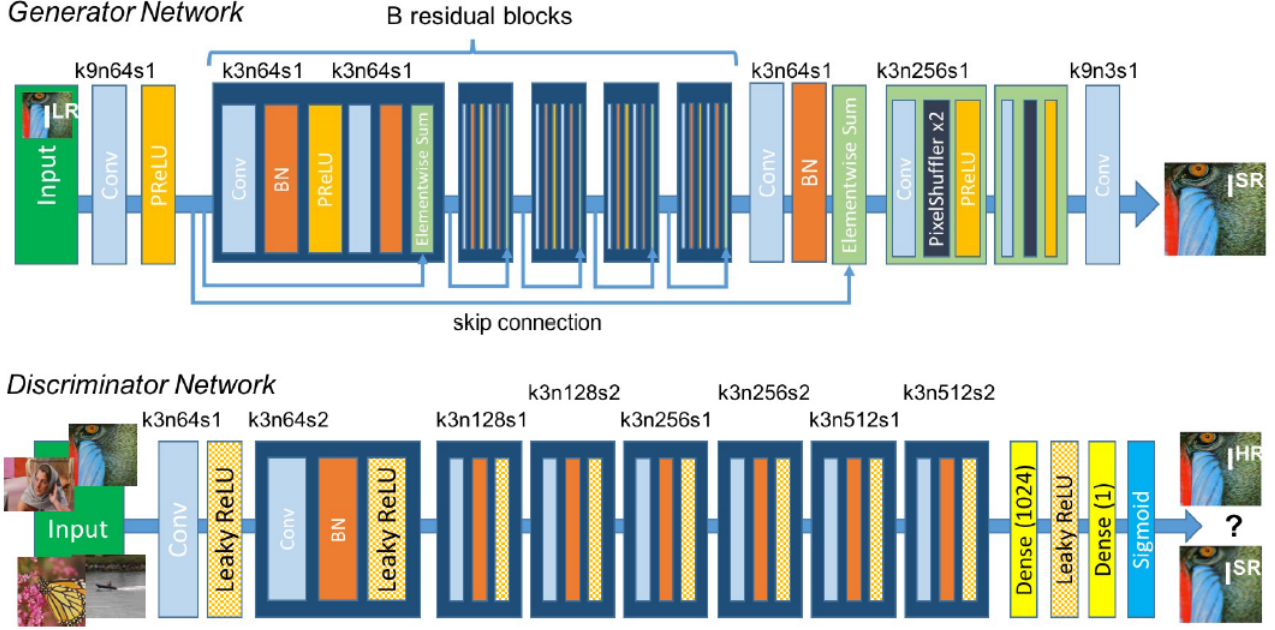 Generator Network
B residual blocks
k9n64s1
k3n64s1
k3n64s1
k3n64s1
k3n256s1
k9n3s1
I LR
Input
Conv
PReLU
Conv
BN
PReLU
Elementwise Sum
Conv
BN
Elementwise Sum
Conv
PixelShuffler x2
PReLU
Conv
I SR
skip connection
Discriminator Network
k3n128s2
k3n256s2
k3n512s2
k3n64s1
k3n64s2
k3n128s1
k3n256s1
k3n512s1
Input
Conv
Leaky ReLU
Conv
BN
Leaky ReLU
Dense (1024)
Leaky ReLU
Dense (1)
Sigmoid
I HR
?
I SR